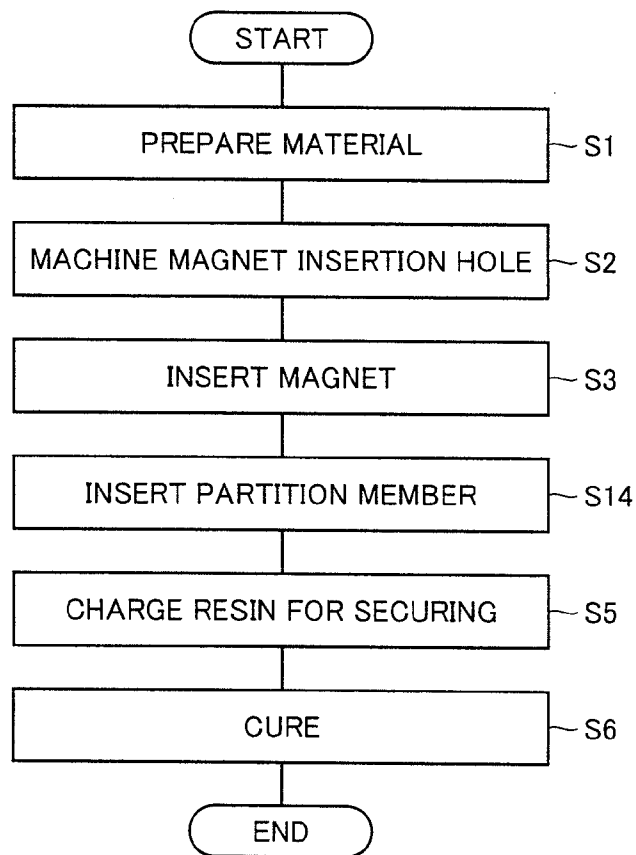 START
PREPARE MATERIAL S1
MACHINE MAGNET INSERTION HOLE S2
INSERT MAGNET S3
INSERT PARTITION MEMBER S14
CHARGE RESIN FOR SECURING S5
CURE S6
END